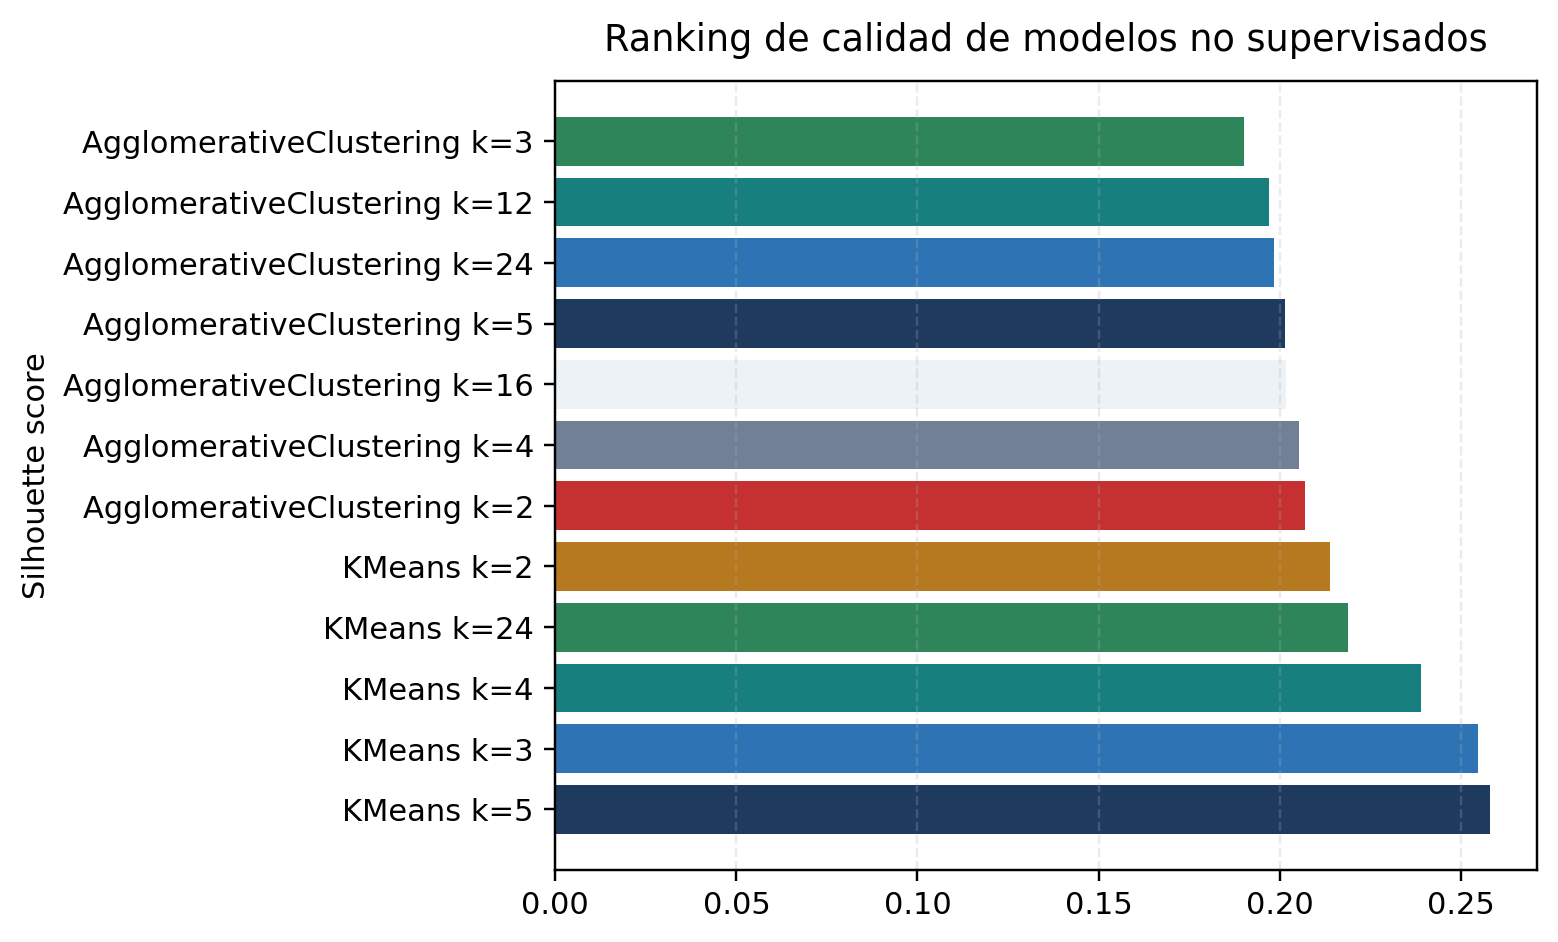 Ranking de calidad de modelos no supervisados
Silhouette score
AgglomerativeClustering k=3
AgglomerativeClustering k=12
AgglomerativeClustering k=24
AgglomerativeClustering k=5
AgglomerativeClustering k=16
AgglomerativeClustering k=4
AgglomerativeClustering k=2
KMeans k=2
KMeans k=24
KMeans k=4
KMeans k=3
KMeans k=5
0.00 0.05 0.10 0.15 0.20 0.25